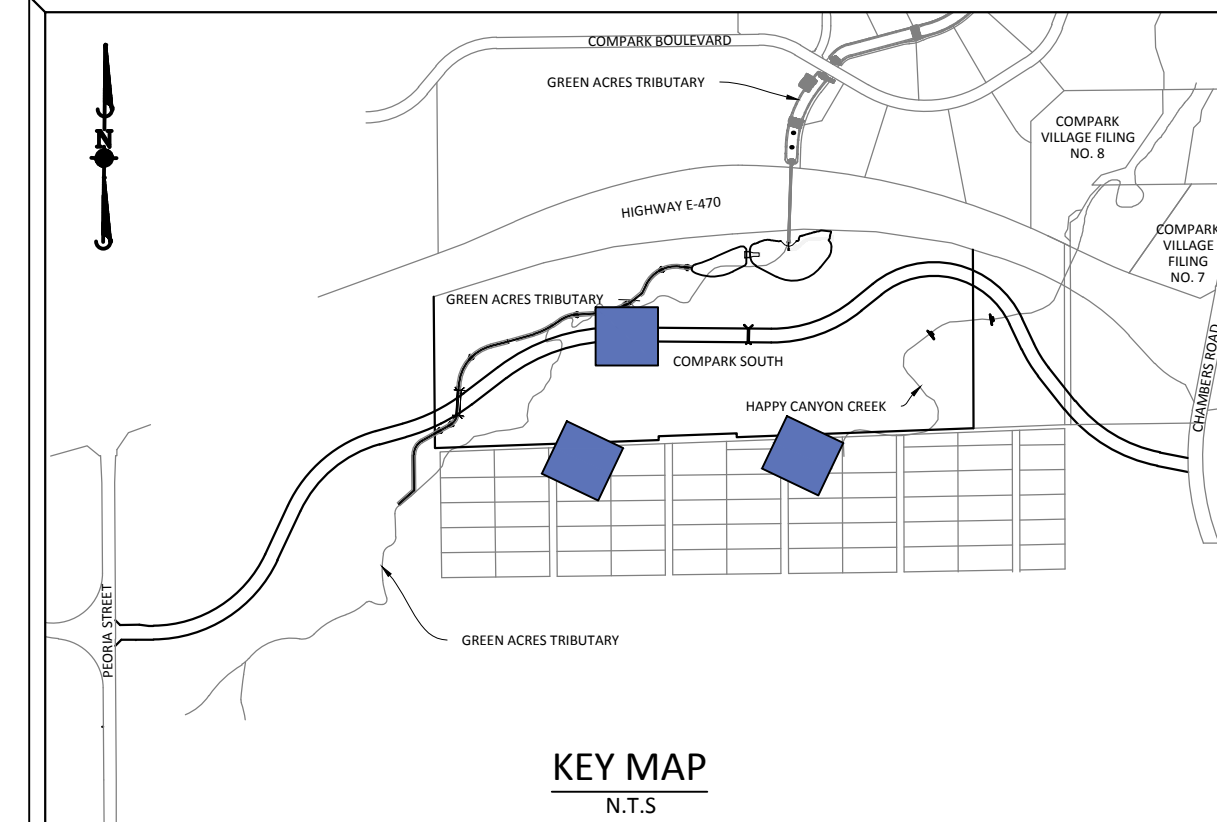 COMPARK BOULEVARD
GREEN ACRES TRIBUTARY
N
COMPARK
VILLAGE FILING
NO. 8
HIGHWAY E-470
COMPARK
VILLAGE
FILING
NO. 7
GREEN ACRES TRIBUTARY
COMPARK SOUTH
CHAMBERS ROAD
HAPPY CANYON CREEK
PEORIA STREET
GREEN ACRES TRIBUTARY
KEY MAP
N.T.S